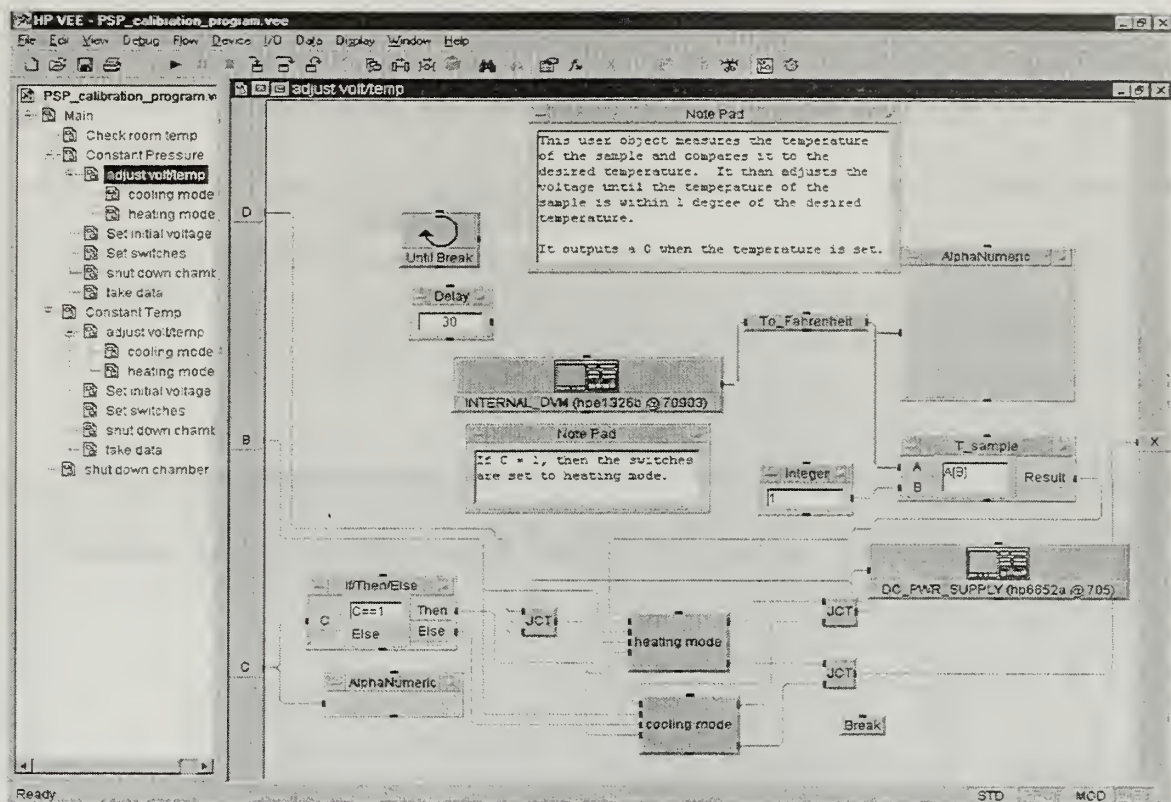 HP VEE - PSP_calibration_program.vee
File Edit View Debug Flow Device I/O Data Display Window Help
PSP_calibration_program.v
Main
Check room temp
Constant Pressure
adjust volt/temp
cooling mode
heating mode
Set initial voltage
Set switches
shut down chamb
take data
Constant Temp
adjust volt/temp
cooling mode
heating mode
Set initial voltage
Set switches
shut down chamb
take data
shut down chamber
adjust volt/temp
Note Pad
This user object measures the temperature
of the sample and compares it to the
desired temperature. It than adjusts the
voltage until the temperature of the
sample is within 1 degree of the desired
temperature.
It outputs a C when the temperature is set.
D
Until Break
AlphaNumeric
Delay
30
To_Fahrenheit
INTERNAL_DVM (hpe1326b @ 70903)
B
Note Pad
If C = 1, then the switches
are set to heating mode.
Integer
1
T_sample
A
B
A[B]
Result
X
DC_PWR_SUPPLY (hp6652a @ 705)
If/Then/Else
C
C==1
Then
Else
Else
JCT
JCT
heating mode
C
AlphaNumeric
JCT
cooling mode
Break
Ready
STD
MOD